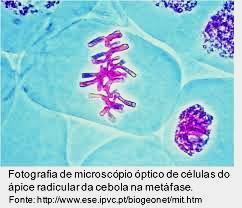 Fotografia de microscópio óptico de células do
ápice radicular da cebola na metáfase.
Fonte: http://www.ese.ipvc.pt/biogeonet/mit.htm